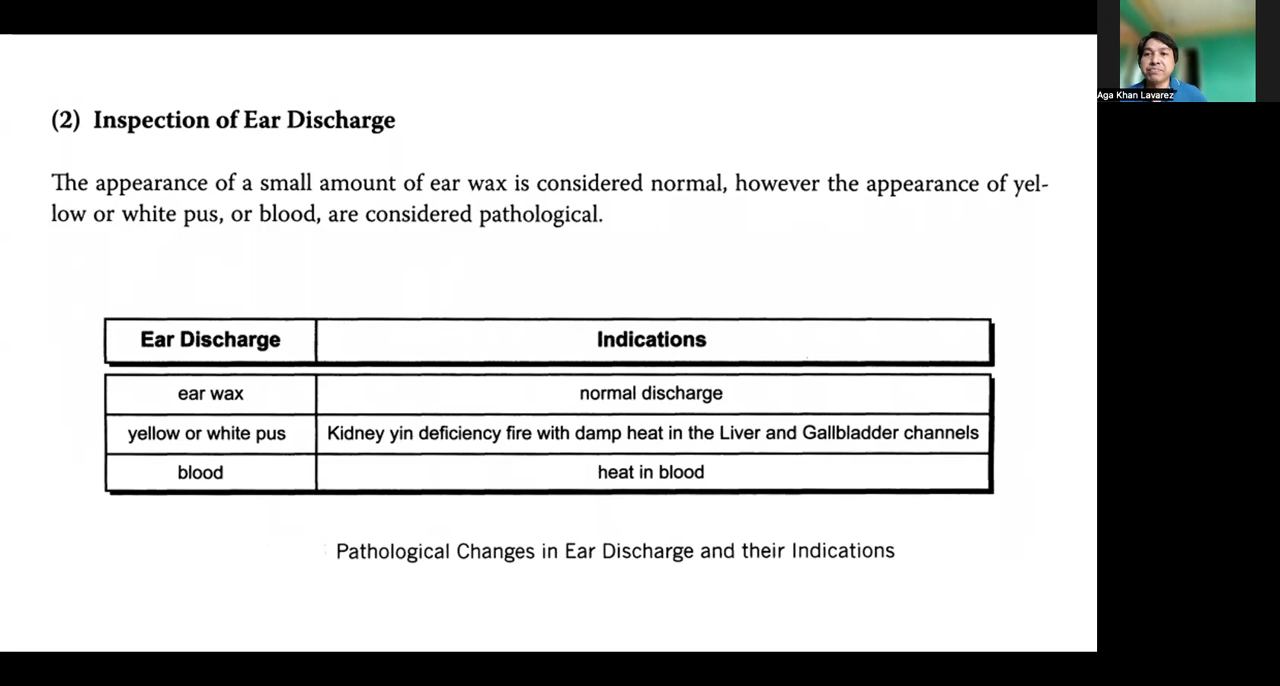 (2) Inspection of Ear Discharge
The appearance of a small amount of ear wax is considered normal, however the appearance of yel-
low or white pus, or blood, are considered pathological.
Ear Discharge Indications
ear wax normal discharge
yellow or white pus Kidney yin deficiency fire with damp heat in the Liver and Gallbladder channels
blood heat in blood
Pathological Changes in Ear Discharge and their Indications
Aga Khan Lavarez